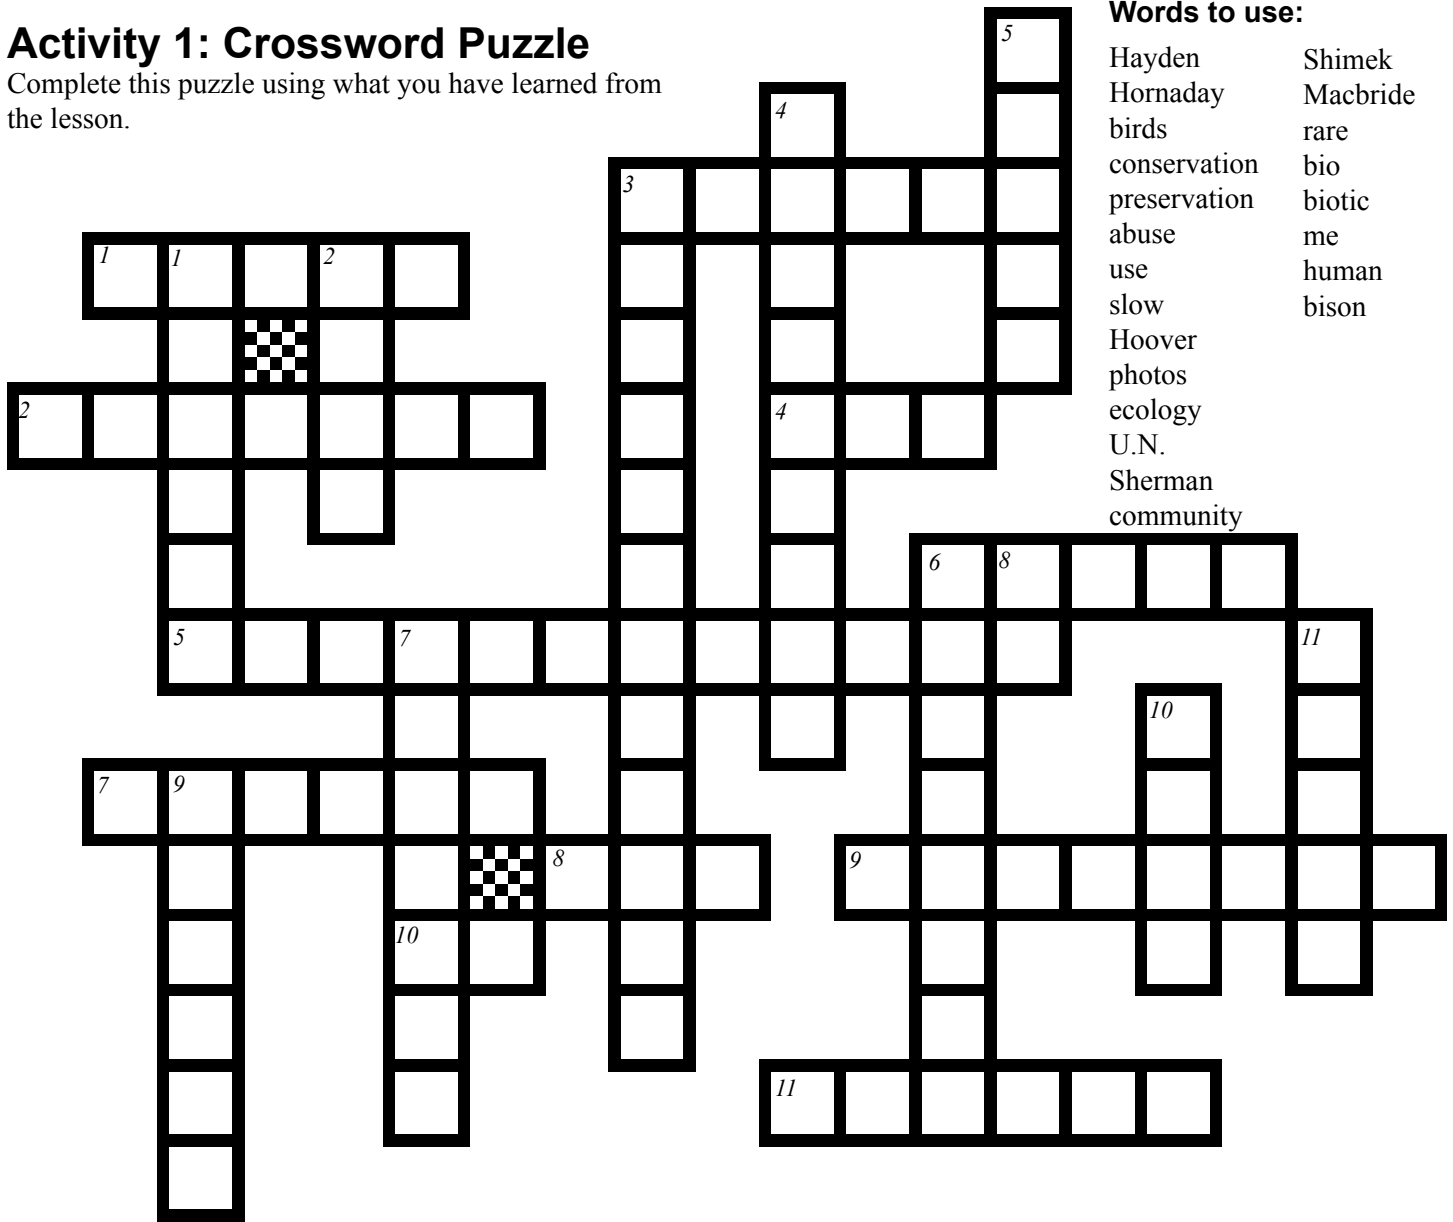 Activity 1: Crossword Puzzle
Complete this puzzle using what you have learned from
the lesson.
Words to use:
Hayden
Hornaday
birds
conservation
preservation
abuse
use
slow
Hoover
photos
ecology
U.N.
Sherman
community
Shimek
Macbride
rare
bio
biotic
me
human
bison
5
4
3
1 1 2
2
4
6 8
5 7 11
10
7 9
8 9
10
11